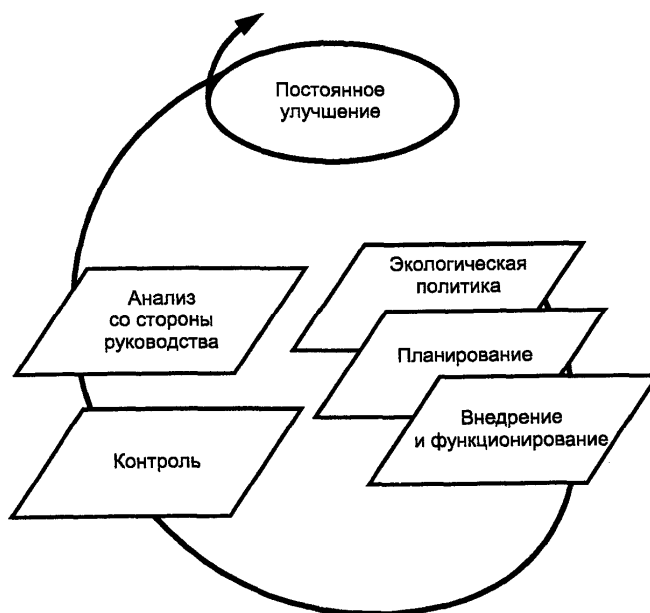 Постоянное
улучшение
Экологическая
политика
Планирование
Внедрение
и функционирование
Анализ
со стороны
руководства
Контроль